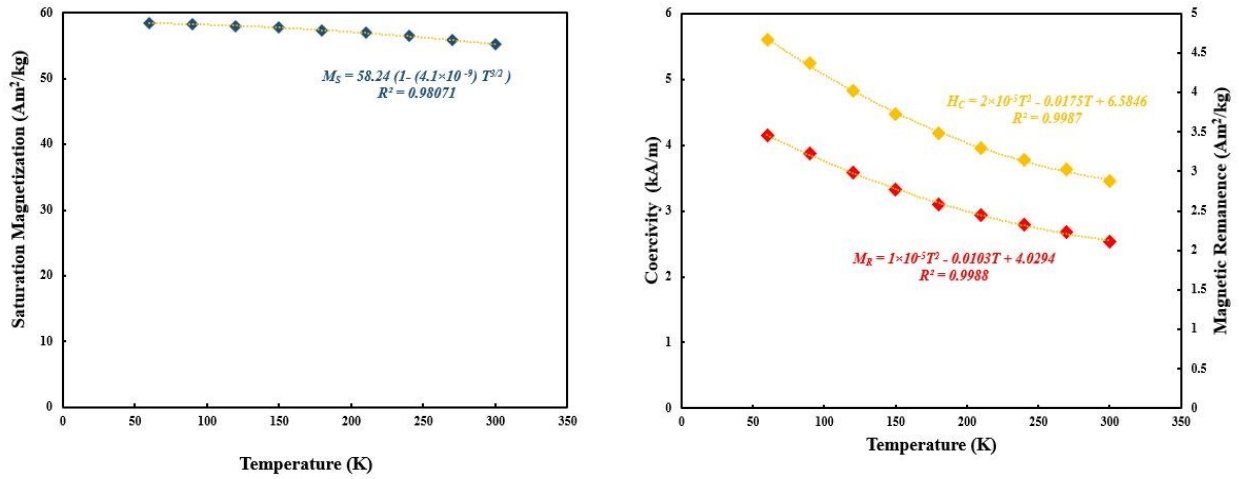 60
50
40
30
20
10
0
Saturation Magnetization (Am²/kg)
M_S = 58.24 (1- (4.1×10 ⁻⁹) T³ᐟ² )
R² = 0.98071
0 50 100 150 200 250 300 350
Temperature (K)
6
5
4
3
2
1
0
Coercivity (kA/m)
H_C = 2×10⁻⁵T² - 0.0175T + 6.5846
R² = 0.9987
M_R = 1×10⁻⁵T² - 0.0103T + 4.0294
R² = 0.9988
0 50 100 150 200 250 300 350
Temperature (K)
5
4.5
4
3.5
3
2.5
2
1.5
1
0.5
0
Magnetic Remanence (Am²/kg)